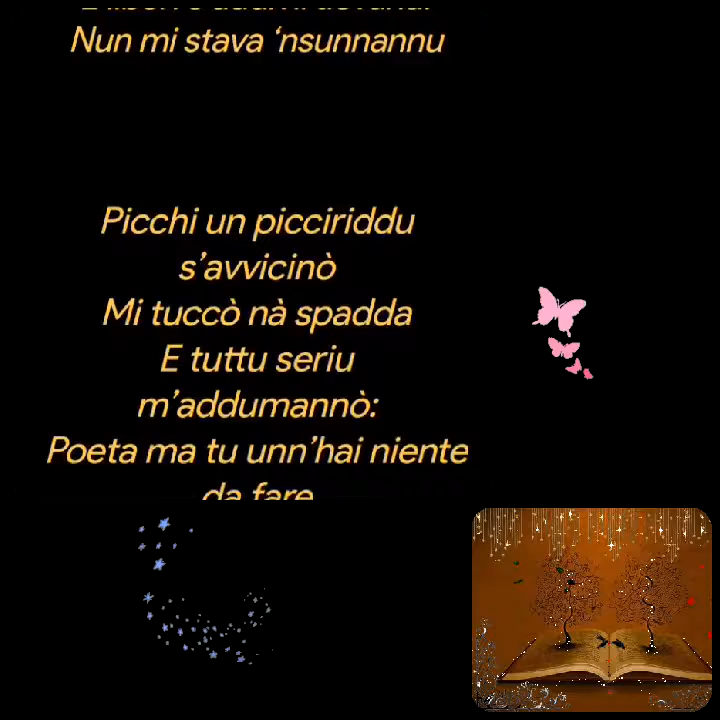 Nun mi stava ‘nsunnannu
Picchi un picciriddu
s’avvicinò
Mi tuccò nà spadda
E tuttu seriu
m’addumannò:
Poeta ma tu unn’hai niente
da fare